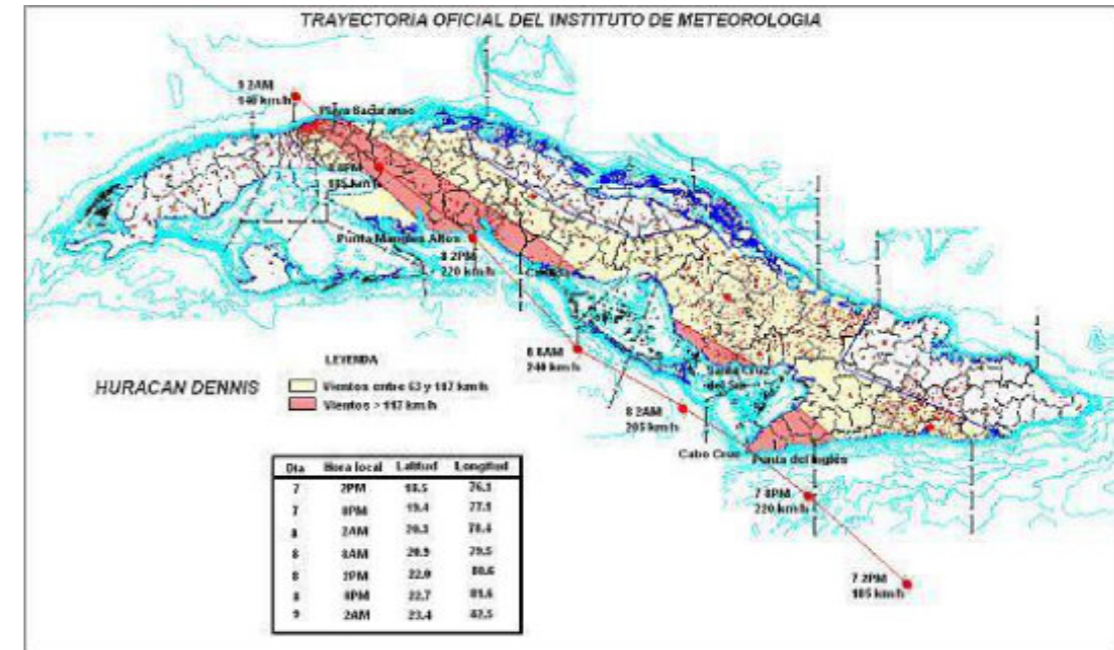 TRAYECTORIA OFICIAL DEL INSTITUTO DE METEOROLOGIA
9 2AM
140 km/h
Playa Bacuranao
8 8PM
185 km/h
Punta Mangles Altos
8 2PM
220 km/h
8 8AM
240 km/h
Santa Cruz
del Sur
8 2AM
205 km/h
Cabo Cruz
Punta del Inglés
7 8PM
220 km/h
7 2PM
185 km/h
HURACAN DENNIS
LEYENDA
Vientos entre 63 y 117 km/h
Vientos > 117 km/h
Dia Hora local Latitud Longitud
7 2PM 18.5 76.1
7 8PM 19.4 77.1
8 2AM 20.3 78.4
8 8AM 20.9 79.5
8 2PM 22.0 80.6
8 8PM 22.7 81.6
9 2AM 23.4 82.5